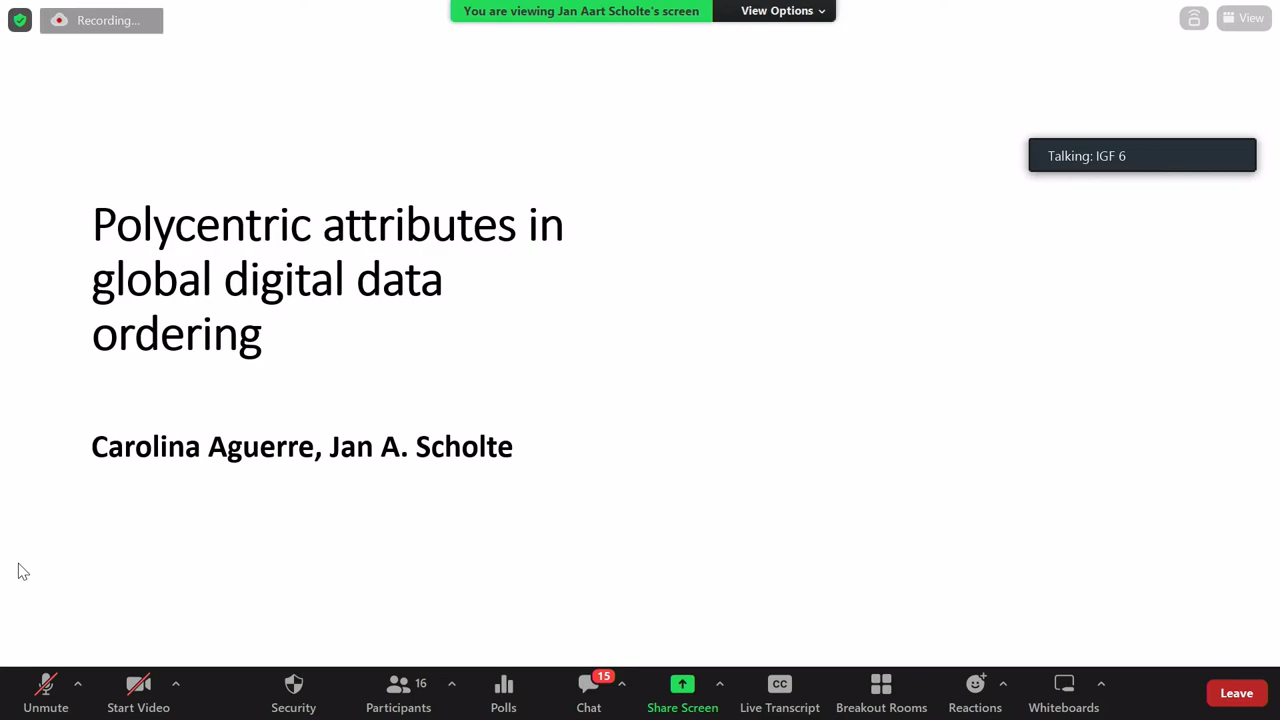 Recording...
You are viewing Jan Aart Scholte's screen
View Options
View
Talking: IGF 6
Polycentric attributes in
global digital data
ordering
Carolina Aguerre, Jan A. Scholte
16
15
CC
Unmute
Start Video
Security
Participants
Polls
Chat
Share Screen
Live Transcript
Breakout Rooms
Reactions
Whiteboards
Leave